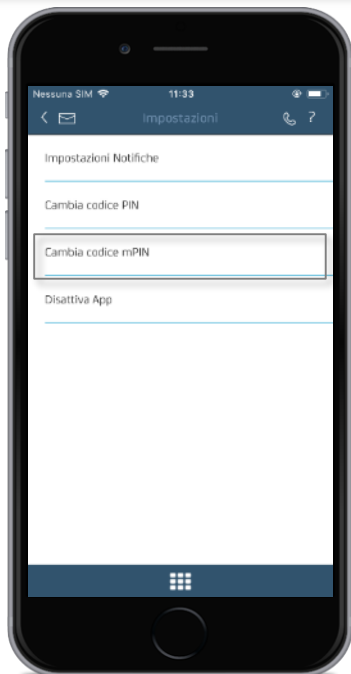 Nessuna SIM 11:33
Impostazioni ?
Impostazioni Notifiche
Cambia codice PIN
Cambia codice mPIN
Disattiva App